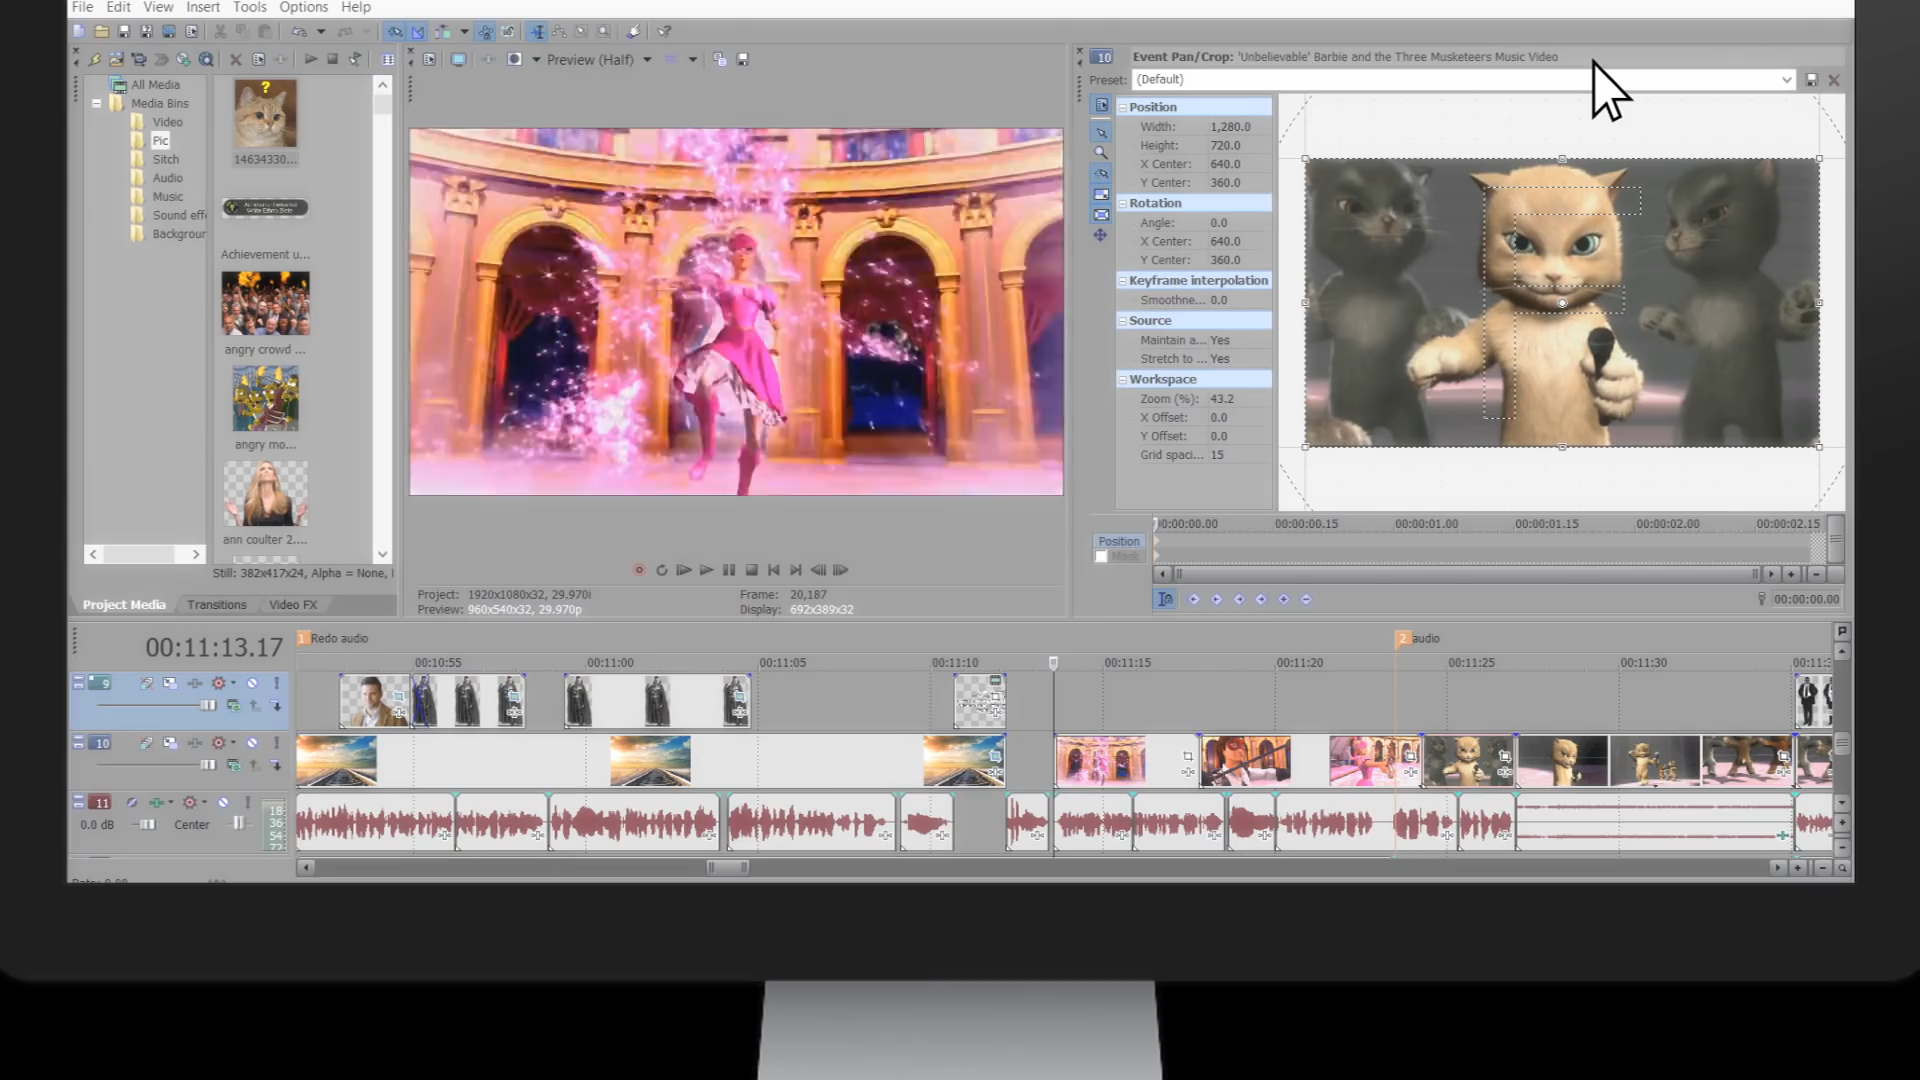 File Edit View Insert Tools Options Help
Preview (Half)
10 Event Pan/Crop: 'Unbelievable' Barbie and the Three Musketeers Music Video
Preset: (Default)
All Media
Media Bins
Video
Pic
Sitch
Audio
Music
Sound eff
Backgrour
?
14634330...
Achievement u...
angry crowd ...
angry mo...
ann coulter 2....
Still: 382x417x24, Alpha = None, I
Project Media Transitions Video FX
Project: 1920x1080x32, 29.970i
Preview: 960x540x32, 29.970p
Frame: 20,187
Display: 692x389x32
Position
Width: 1,280.0
Height: 720.0
X Center: 640.0
Y Center: 360.0
Rotation
Angle: 0.0
X Center: 640.0
Y Center: 360.0
Keyframe interpolation
Smoothne... 0.0
Source
Maintain a... Yes
Stretch to ... Yes
Workspace
Zoom (%): 43.2
X Offset: 0.0
Y Offset: 0.0
Grid spaci... 15
00:00:00.00 00:00:00.15 00:00:01.00 00:00:01.15 00:00:02.00 00:00:02.15
Position
Mask
00:00:00.00
00:11:13.17
1 Redo audio 2 audio
00:10:55 00:11:00 00:11:05 00:11:10 00:11:15 00:11:20 00:11:25 00:11:30 00:11:3
9
10
11
0.0 dB Center
18
36
54
72